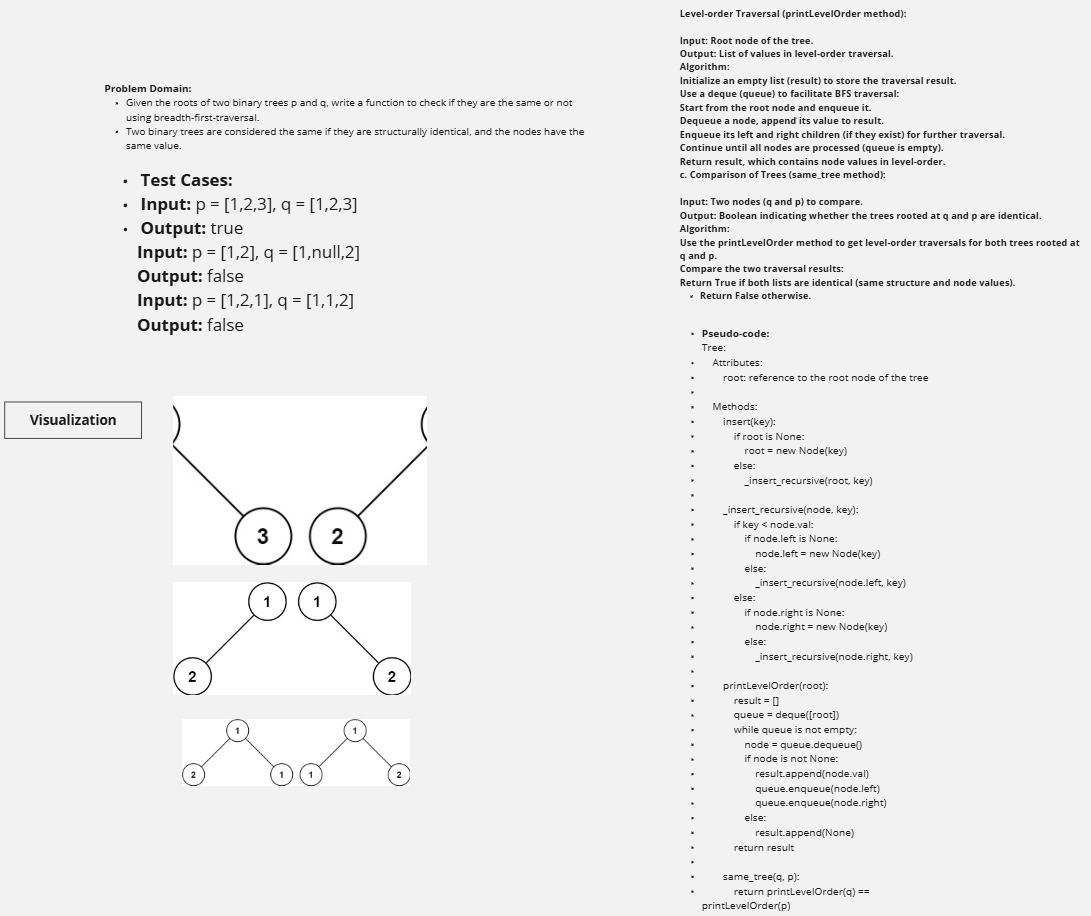 Problem Domain:
• Given the roots of two binary trees p and q, write a function to check if they are the same or not
using breadth-first-traversal.
• Two binary trees are considered the same if they are structurally identical, and the nodes have the
same value.
• Test Cases:
• Input: p = [1,2,3], q = [1,2,3]
• Output: true
Input: p = [1,2], q = [1,null,2]
Output: false
Input: p = [1,2,1], q = [1,1,2]
Output: false
Visualization
3 2
1 1
2 2
1 1
2 1 1 2
Level-order Traversal (printLevelOrder method):
Input: Root node of the tree.
Output: List of values in level-order traversal.
Algorithm:
Initialize an empty list (result) to store the traversal result.
Use a deque (queue) to facilitate BFS traversal:
Start from the root node and enqueue it.
Dequeue a node, append its value to result.
Enqueue its left and right children (if they exist) for further traversal.
Continue until all nodes are processed (queue is empty).
Return result, which contains node values in level-order.
c. Comparison of Trees (same_tree method):
Input: Two nodes (q and p) to compare.
Output: Boolean indicating whether the trees rooted at q and p are identical.
Algorithm:
Use the printLevelOrder method to get level-order traversals for both trees rooted at
q and p.
Compare the two traversal results:
Return True if both lists are identical (same structure and node values).
• Return False otherwise.
• Pseudo-code:
Tree:
• Attributes:
• root: reference to the root node of the tree
•
• Methods:
• insert(key):
• if root is None:
• root = new Node(key)
• else:
• _insert_recursive(root, key)
•
• _insert_recursive(node, key):
• if key < node.val:
• if node.left is None:
• node.left = new Node(key)
• else:
• _insert_recursive(node.left, key)
• else:
• if node.right is None:
• node.right = new Node(key)
• else:
• _insert_recursive(node.right, key)
•
• printLevelOrder(root):
• result = []
• queue = deque([root])
• while queue is not empty:
• node = queue.dequeue()
• if node is not None:
• result.append(node.val)
• queue.enqueue(node.left)
• queue.enqueue(node.right)
• else:
• result.append(None)
• return result
•
• same_tree(q, p):
• return printLevelOrder(q) ==
printLevelOrder(p)